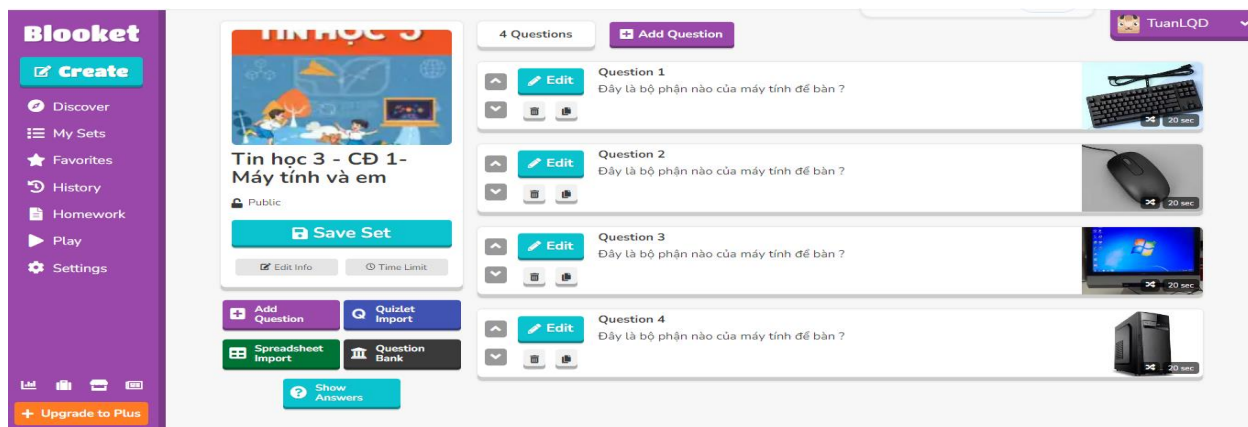 Blooket
Create
Discover
My Sets
Favorites
History
Homework
Play
Settings
Upgrade to Plus
TIN HỌC 3
Tin học 3 - CĐ 1-
Máy tính và em
Public
Save Set
Edit Info
Time Limit
Add
Question
Quizlet
Import
Spreadsheet
Import
Question
Bank
Show
Answers
4 Questions
Add Question
TuanLQD
Edit
Question 1
Đây là bộ phận nào của máy tính để bàn ?
20 sec
Edit
Question 2
Đây là bộ phận nào của máy tính để bàn ?
20 sec
Edit
Question 3
Đây là bộ phận nào của máy tính để bàn ?
20 sec
Edit
Question 4
Đây là bộ phận nào của máy tính để bàn ?
20 sec